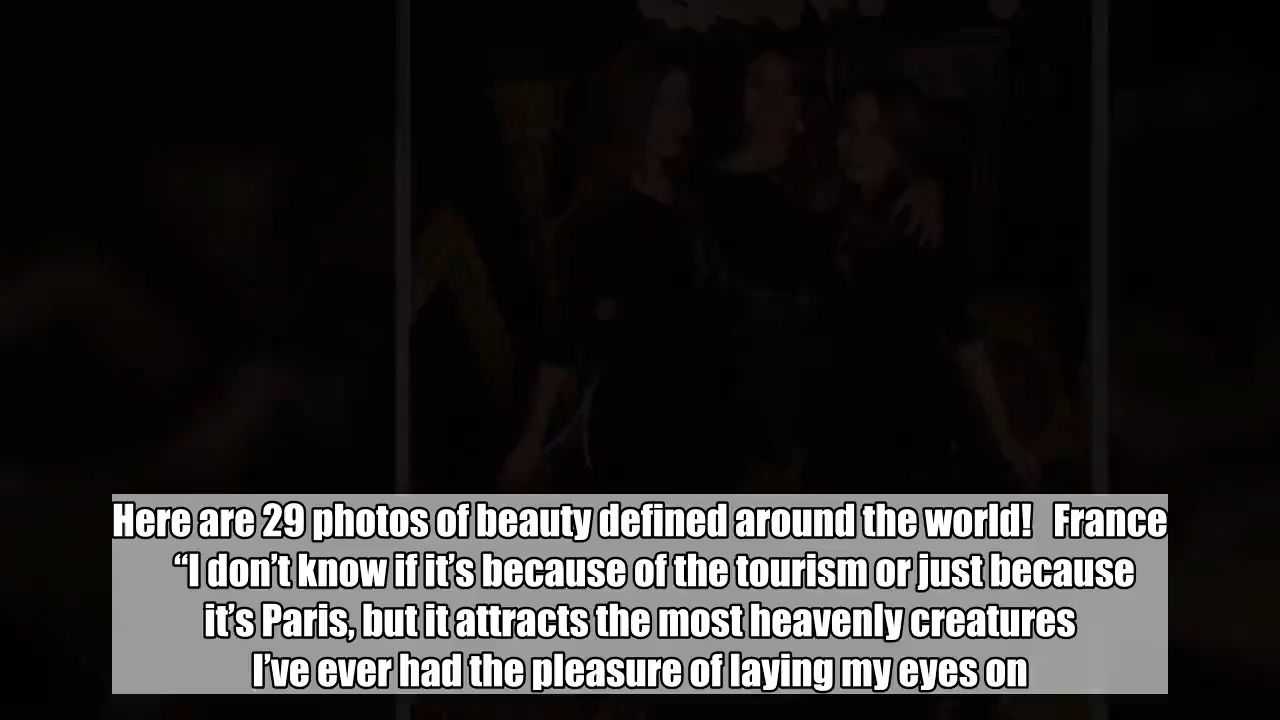 Here are 29 photos of beauty defined around the world!   France
“I don’t know if it’s because of the tourism or just because
it’s Paris, but it attracts the most heavenly creatures
I’ve ever had the pleasure of laying my eyes on